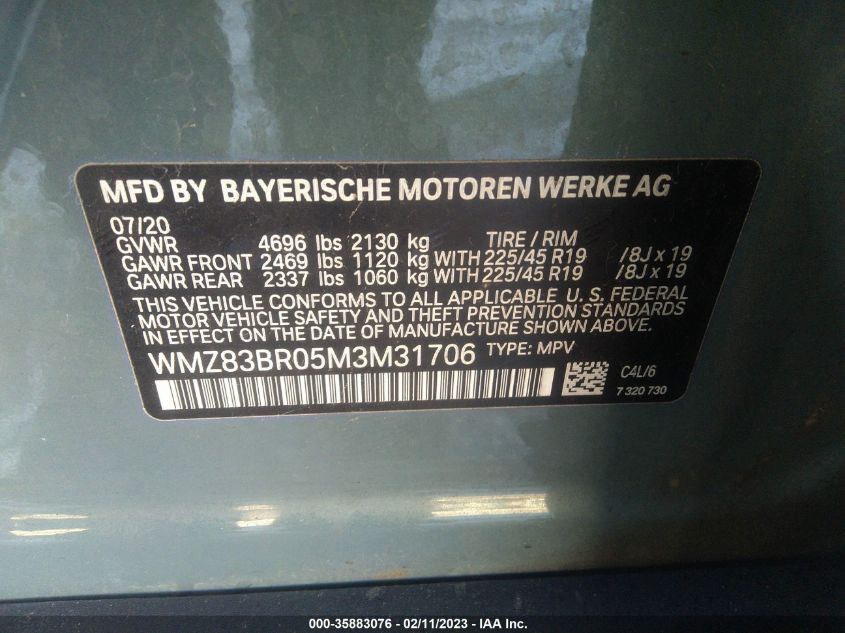 MFD BY BAYERISCHE MOTOREN WERKE AG
07/20
GVWR 4696 lbs 2130 kg TIRE / RIM
GAWR FRONT 2469 lbs 1120 kg WITH 225/45 R19 /8J x 19
GAWR REAR 2337 lbs 1060 kg WITH 225/45 R19 /8J x 19
THIS VEHICLE CONFORMS TO ALL APPLICABLE U. S. FEDERAL
MOTOR VEHICLE SAFETY AND THEFT PREVENTION STANDARDS
IN EFFECT ON THE DATE OF MANUFACTURE SHOWN ABOVE.
WMZ83BR05M3M31706 TYPE: MPV
C4L/6
7 320 730
000-35883076 - 02/11/2023 - IAA Inc.